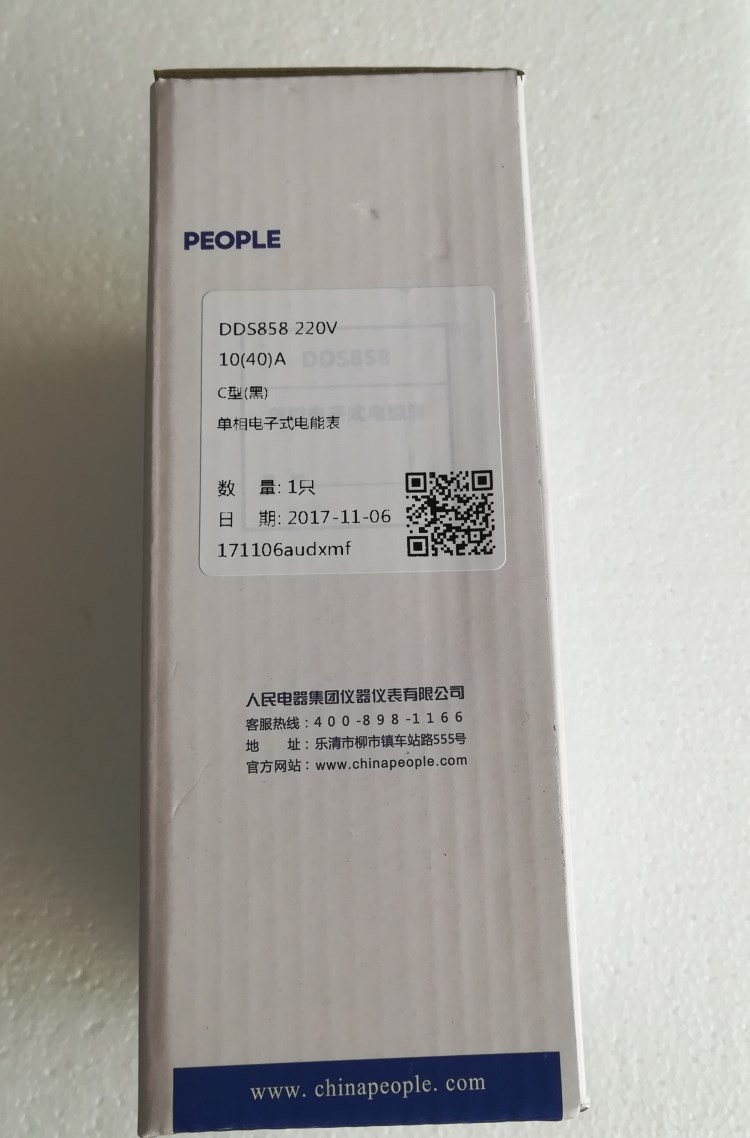 PEOPLE
DDS858 220V
10(40)A
DDS858
C型(黑)
单相电子式电能表
数 量: 1只
日 期: 2017-11-06
171106audxmf
人民电器集团仪器仪表有限公司
客服热线：400-898-1166
地 址：乐清市柳市镇车站路555号
官方网站：www.chinapeople.com
www. chinapeople. com